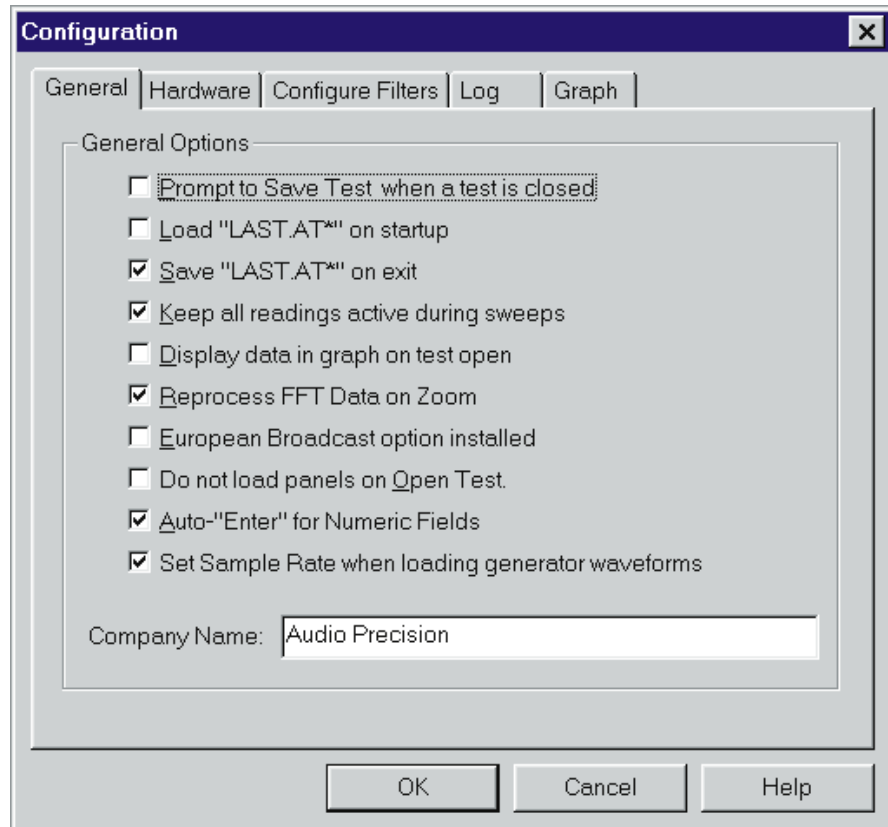 Configuration
General Hardware Configure Filters Log Graph
General Options
Prompt to Save Test when a test is closed
Load "LAST.AT*" on startup
Save "LAST.AT*" on exit
Keep all readings active during sweeps
Display data in graph on test open
Reprocess FFT Data on Zoom
European Broadcast option installed
Do not load panels on Open Test.
Auto-"Enter" for Numeric Fields
Set Sample Rate when loading generator waveforms
Company Name: Audio Precision
OK Cancel Help